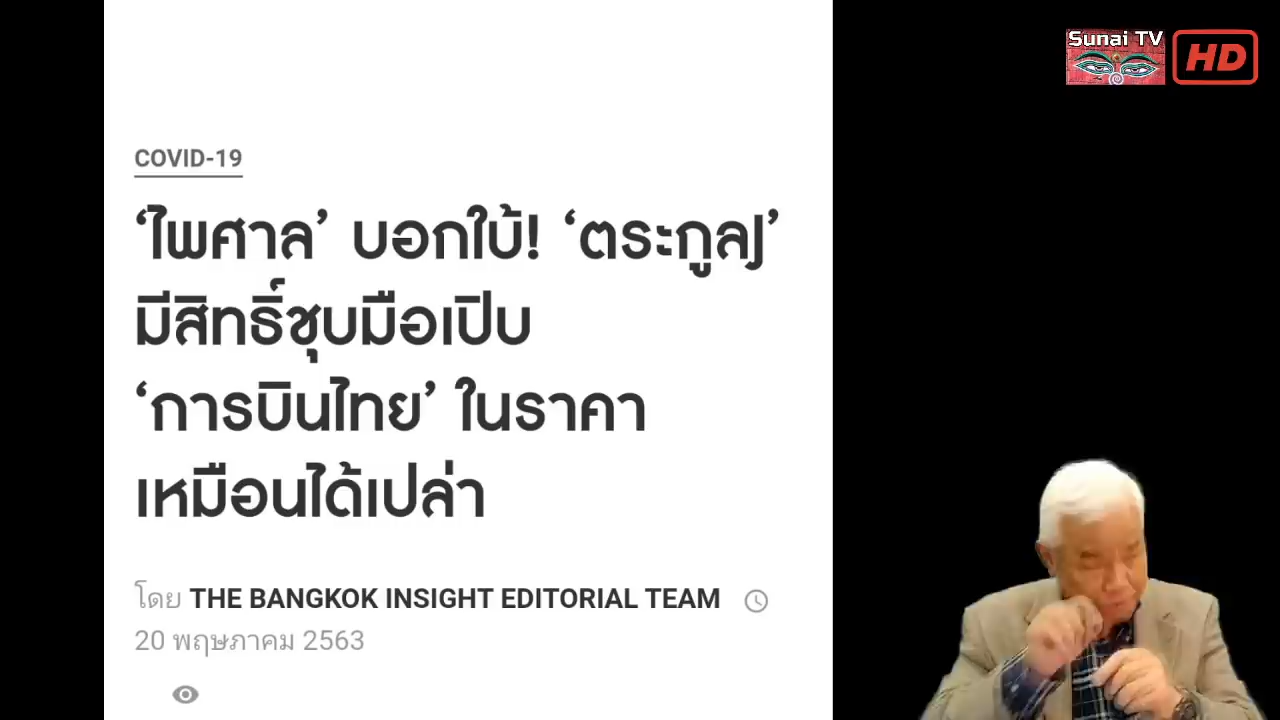 Sunai TV
HD
COVID-19
‘ไพศาล’ บอกใบ้! ‘ตระกูลJ’
มีสิทธิ์ชุบมือเปิบ
‘การบินไทย’ ในราคา
เหมือนได้เปล่า
โดย THE BANGKOK INSIGHT EDITORIAL TEAM
20 พฤษภาคม 2563